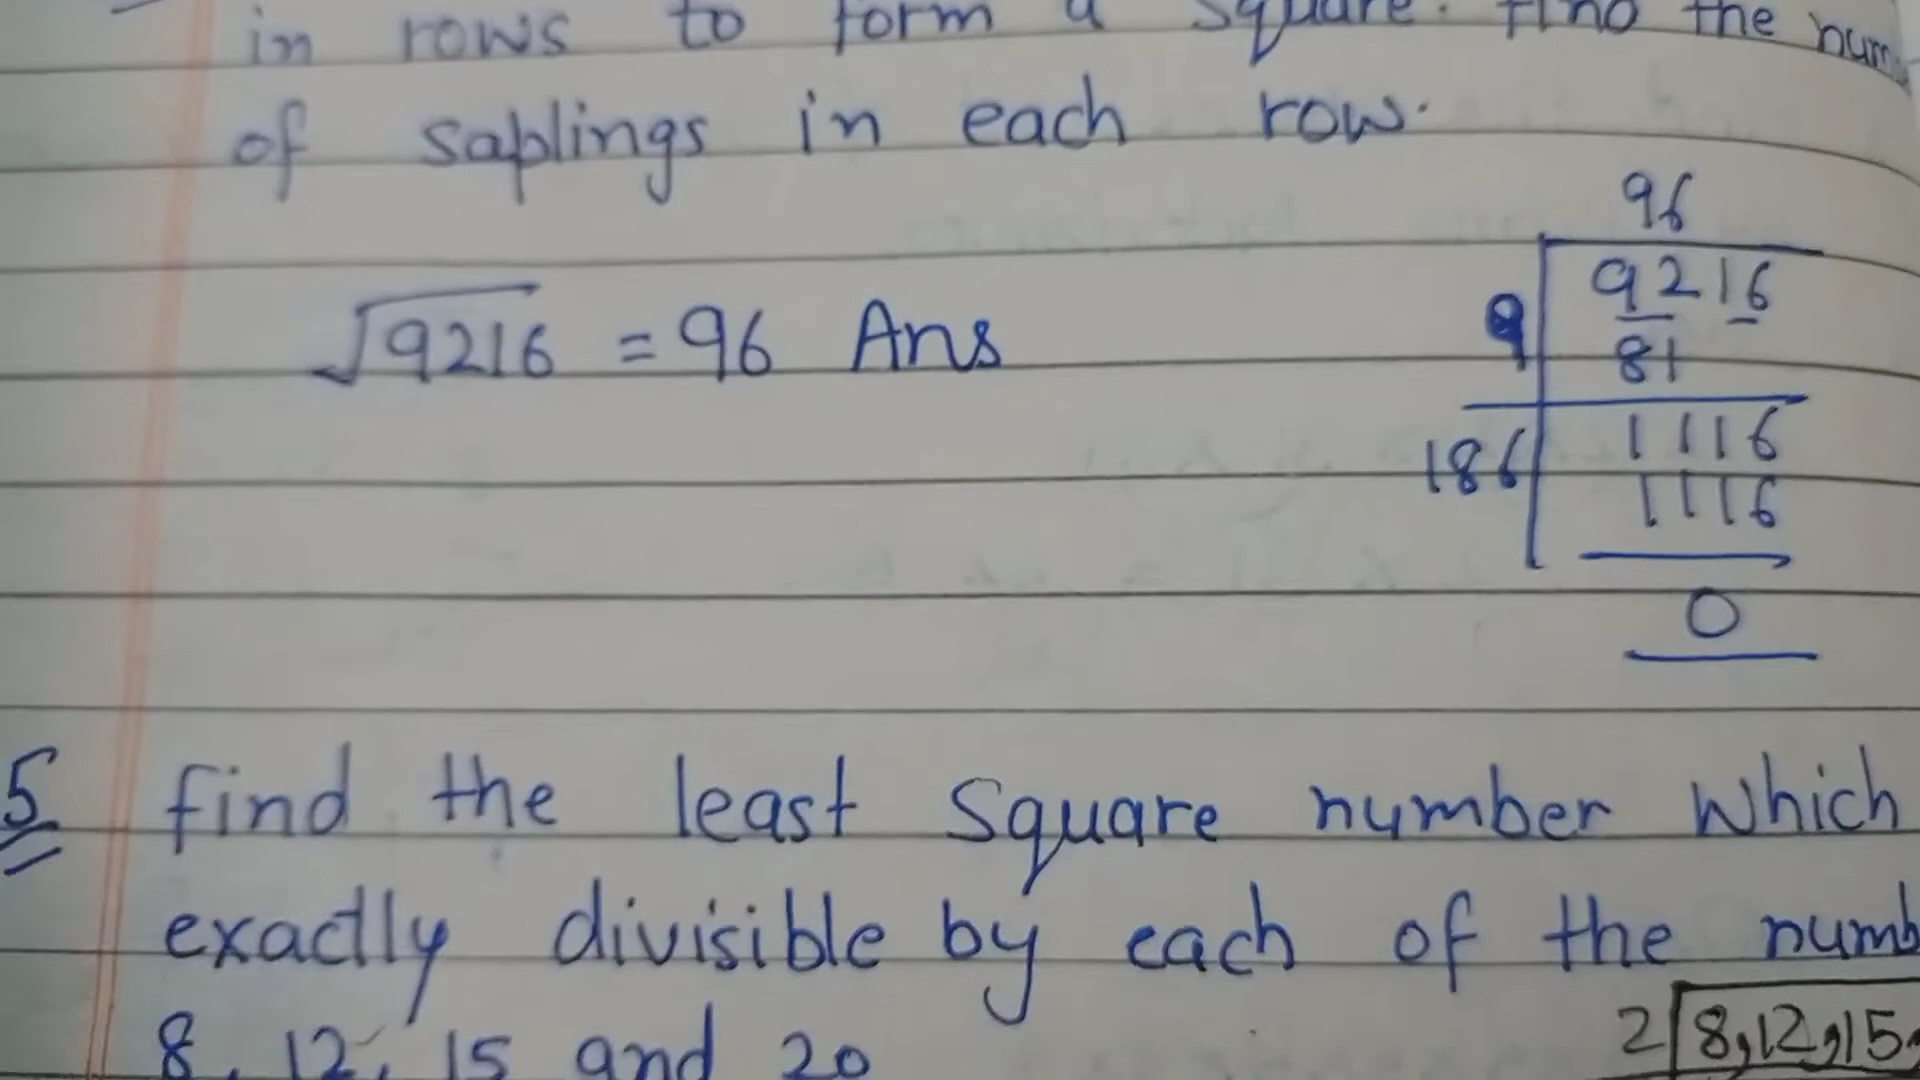 in rows to form a square. Find the
of saplings in each row.
96
9 9216
81
√9216 = 96 Ans
186 1116
1116
0
5 find the least Square number Which
exactly divisible by each of the numb
8, 12, 15 and 20
2 8,12,15,